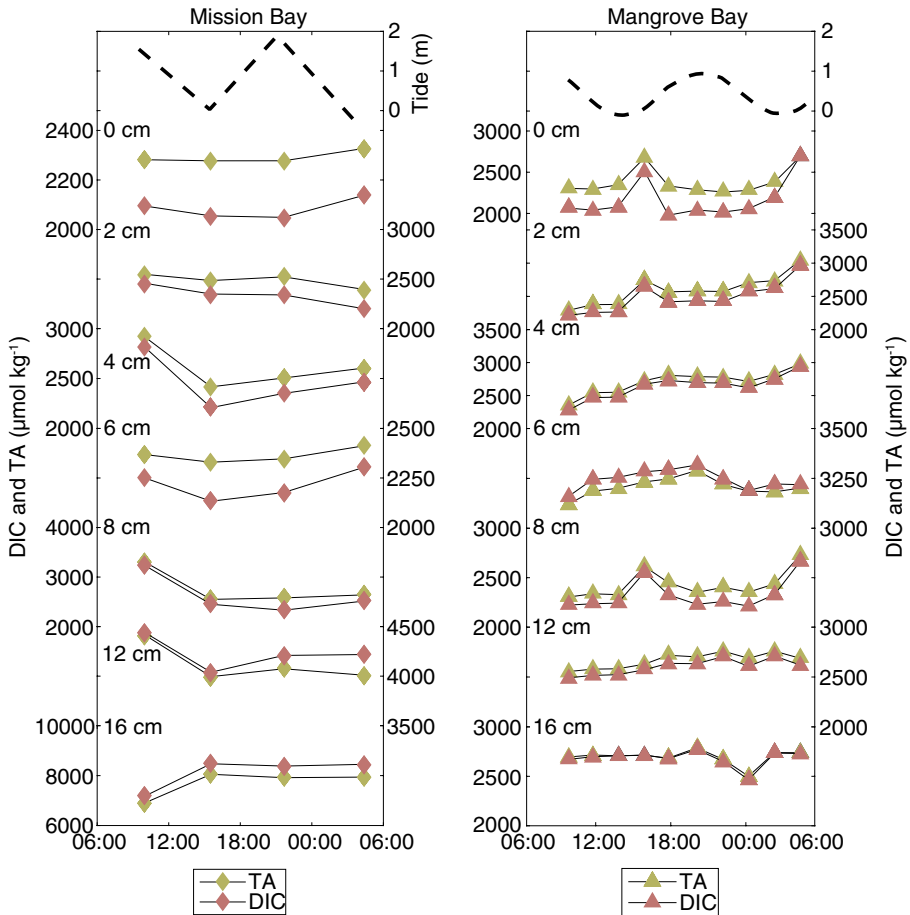 Mission Bay
Mangrove Bay
2
1
0
Tide (m)
2
1
0
2400
0 cm
2200
2000
2 cm
3000
2500
2000
3000
4 cm
2500
2000
6 cm
2500
2250
2000
4000
8 cm
3000
2000
12 cm
4500
4000
3500
10000
16 cm
8000
6000
06:00
12:00
18:00
00:00
06:00
DIC and TA (µmol kg⁻¹)
TA
DIC
3000
0 cm
2500
2000
2 cm
3500
3000
2500
2000
3500
4 cm
3000
2500
2000
6 cm
3500
3250
3000
3000
8 cm
2500
2000
12 cm
3000
2500
2000
2700
16 cm
2500
2000
06:00
12:00
18:00
00:00
06:00
DIC and TA (µmol kg⁻¹)
TA
DIC